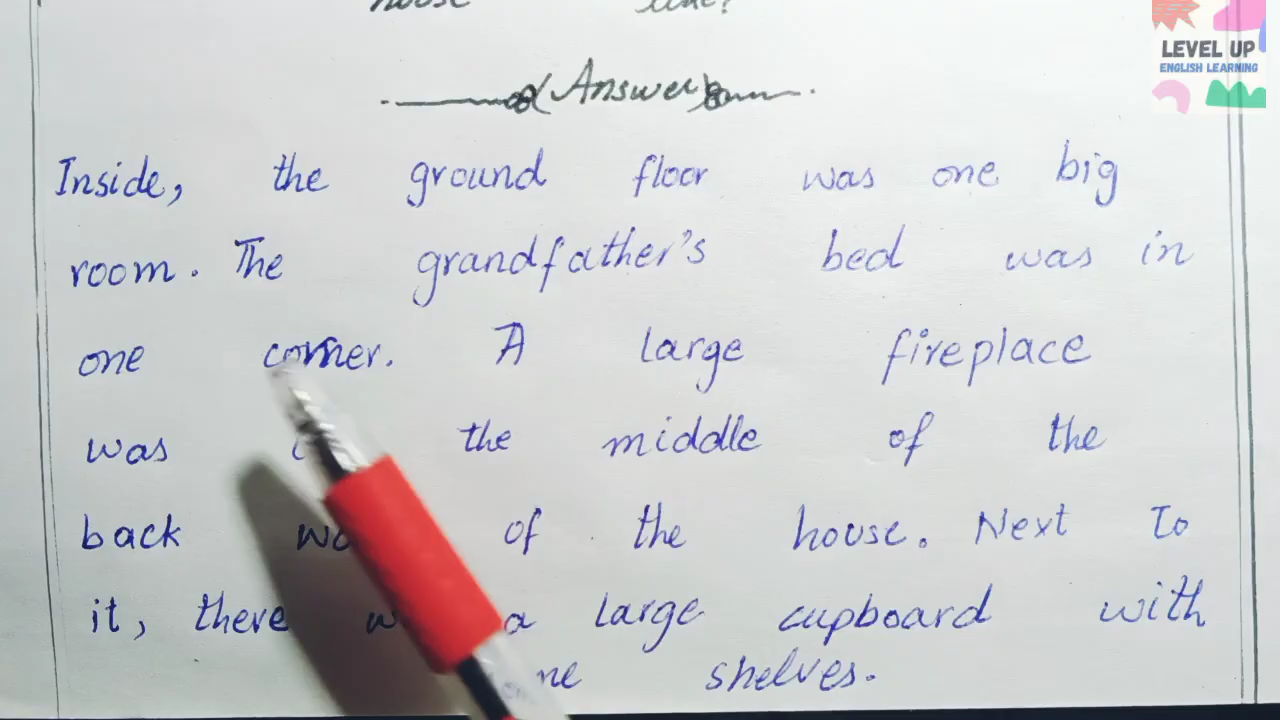 house like?
LEVEL UP
ENGLISH LEARNING
Answer
Inside, the ground floor was one big
room. The grandfather's bed was in
one corner. A large fireplace
was the middle of the
back of the house. Next To
it, there a large cupboard with
shelves.